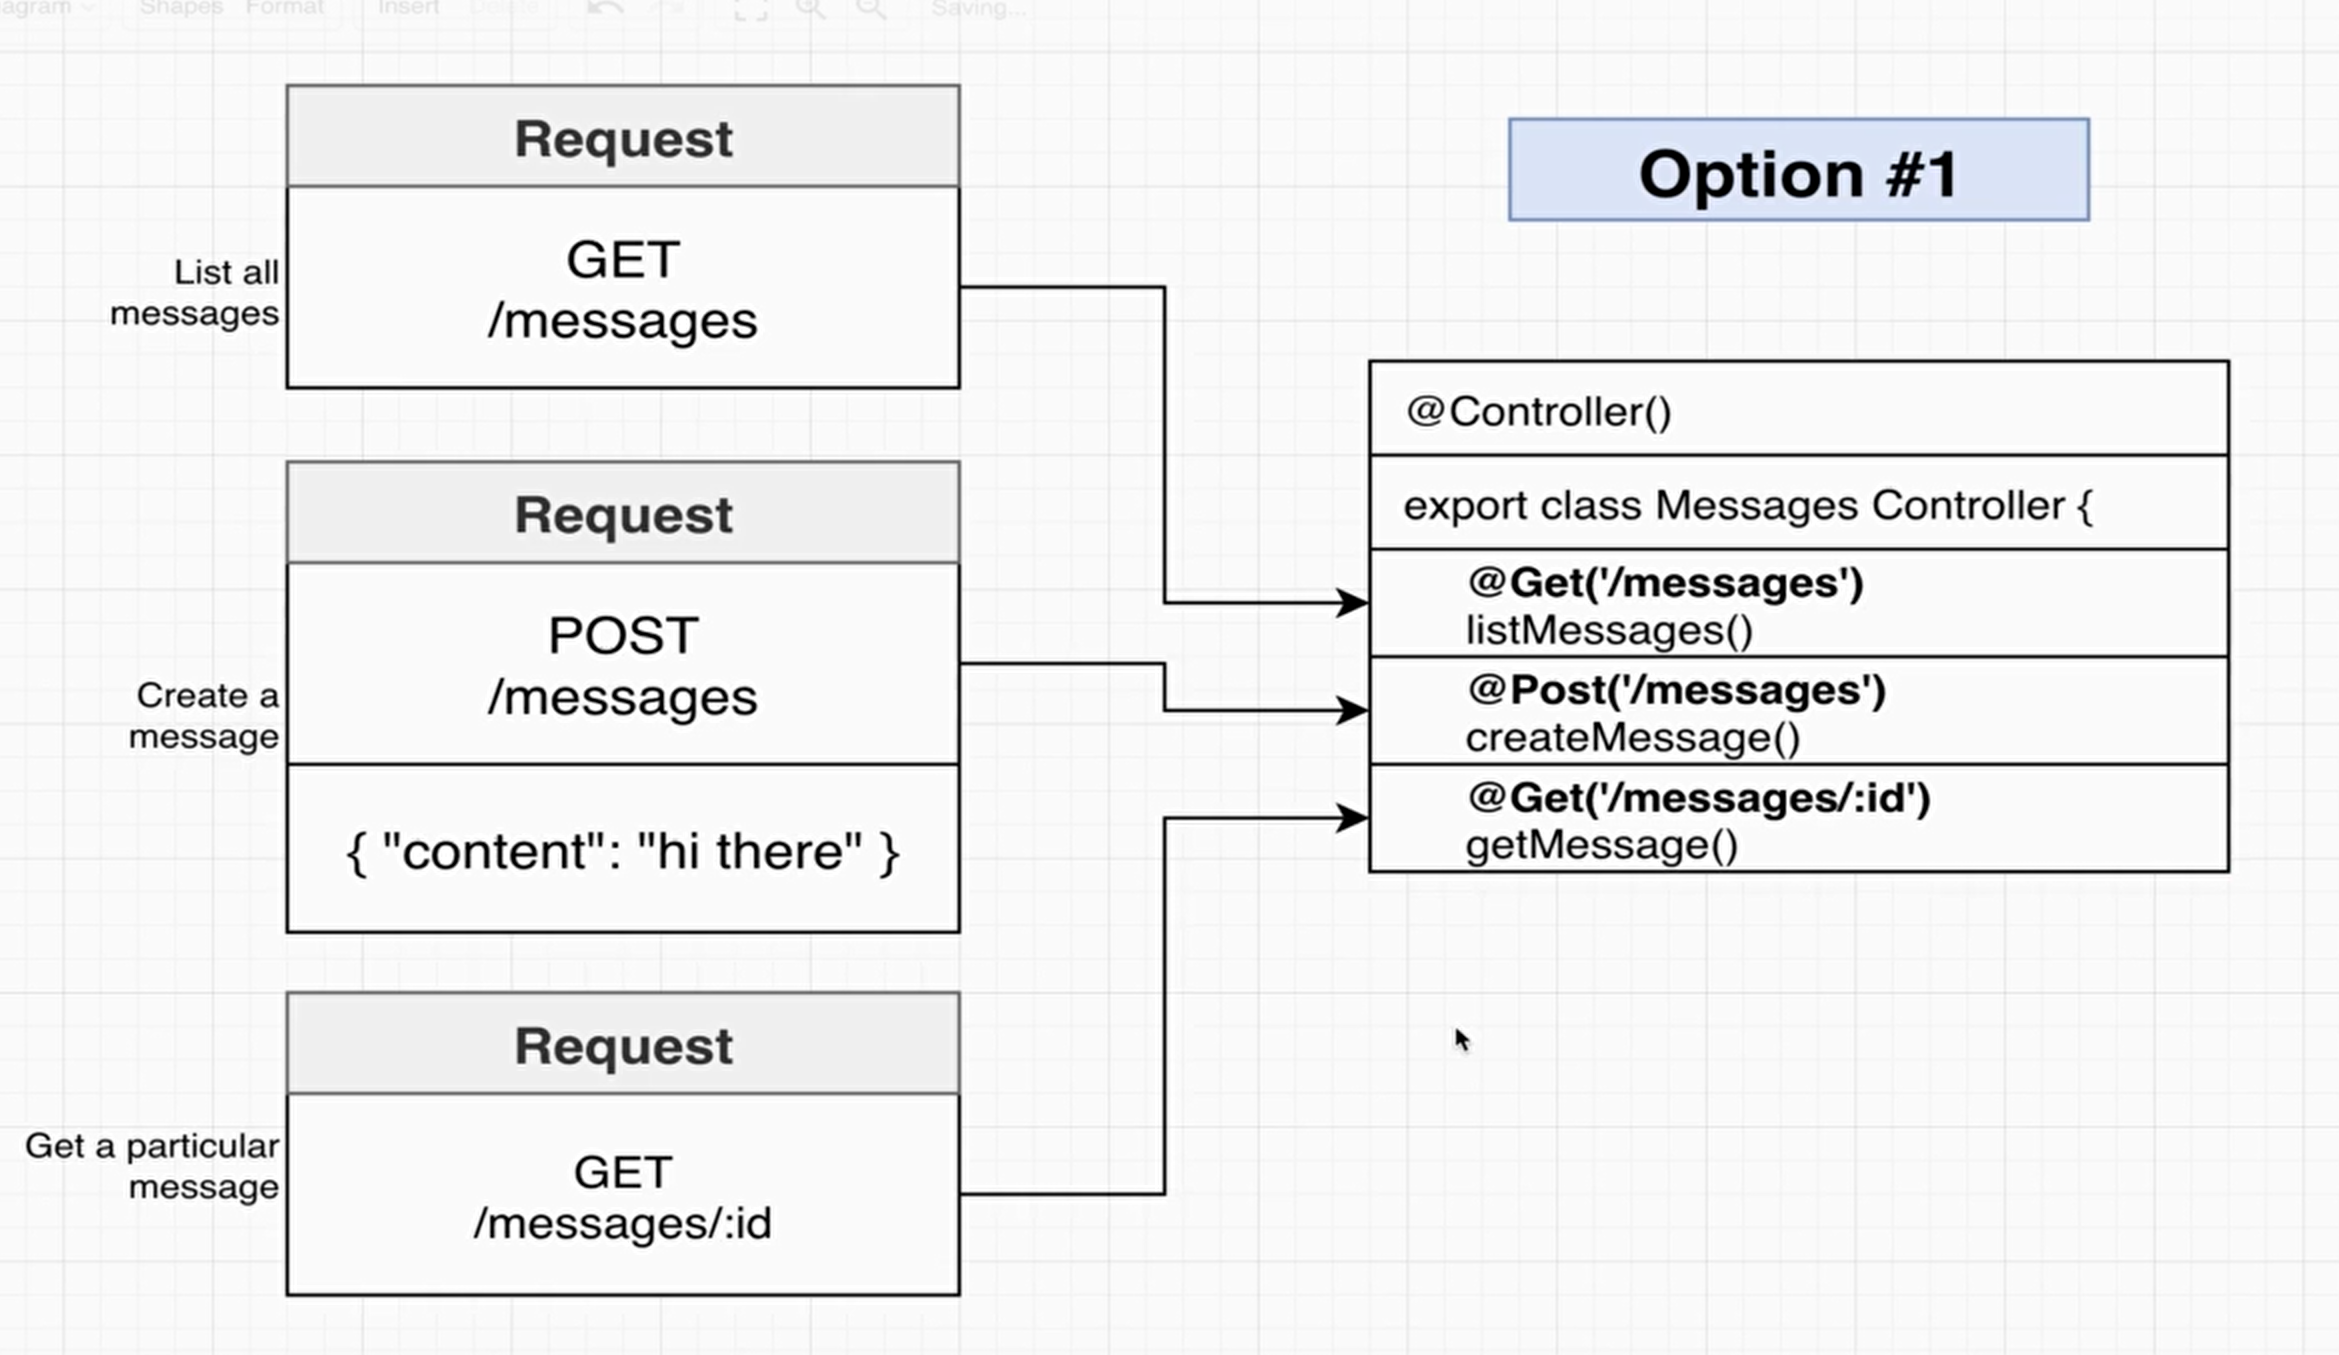 Shapes Format Insert Delete Saving...
Option #1
List all
messages
Request
GET
/messages
Create a
message
Request
POST
/messages
{ "content": "hi there" }
Get a particular
message
Request
GET
/messages/:id
@Controller()
export class Messages Controller {
@Get('/messages')
listMessages()
@Post('/messages')
createMessage()
@Get('/messages/:id')
getMessage()